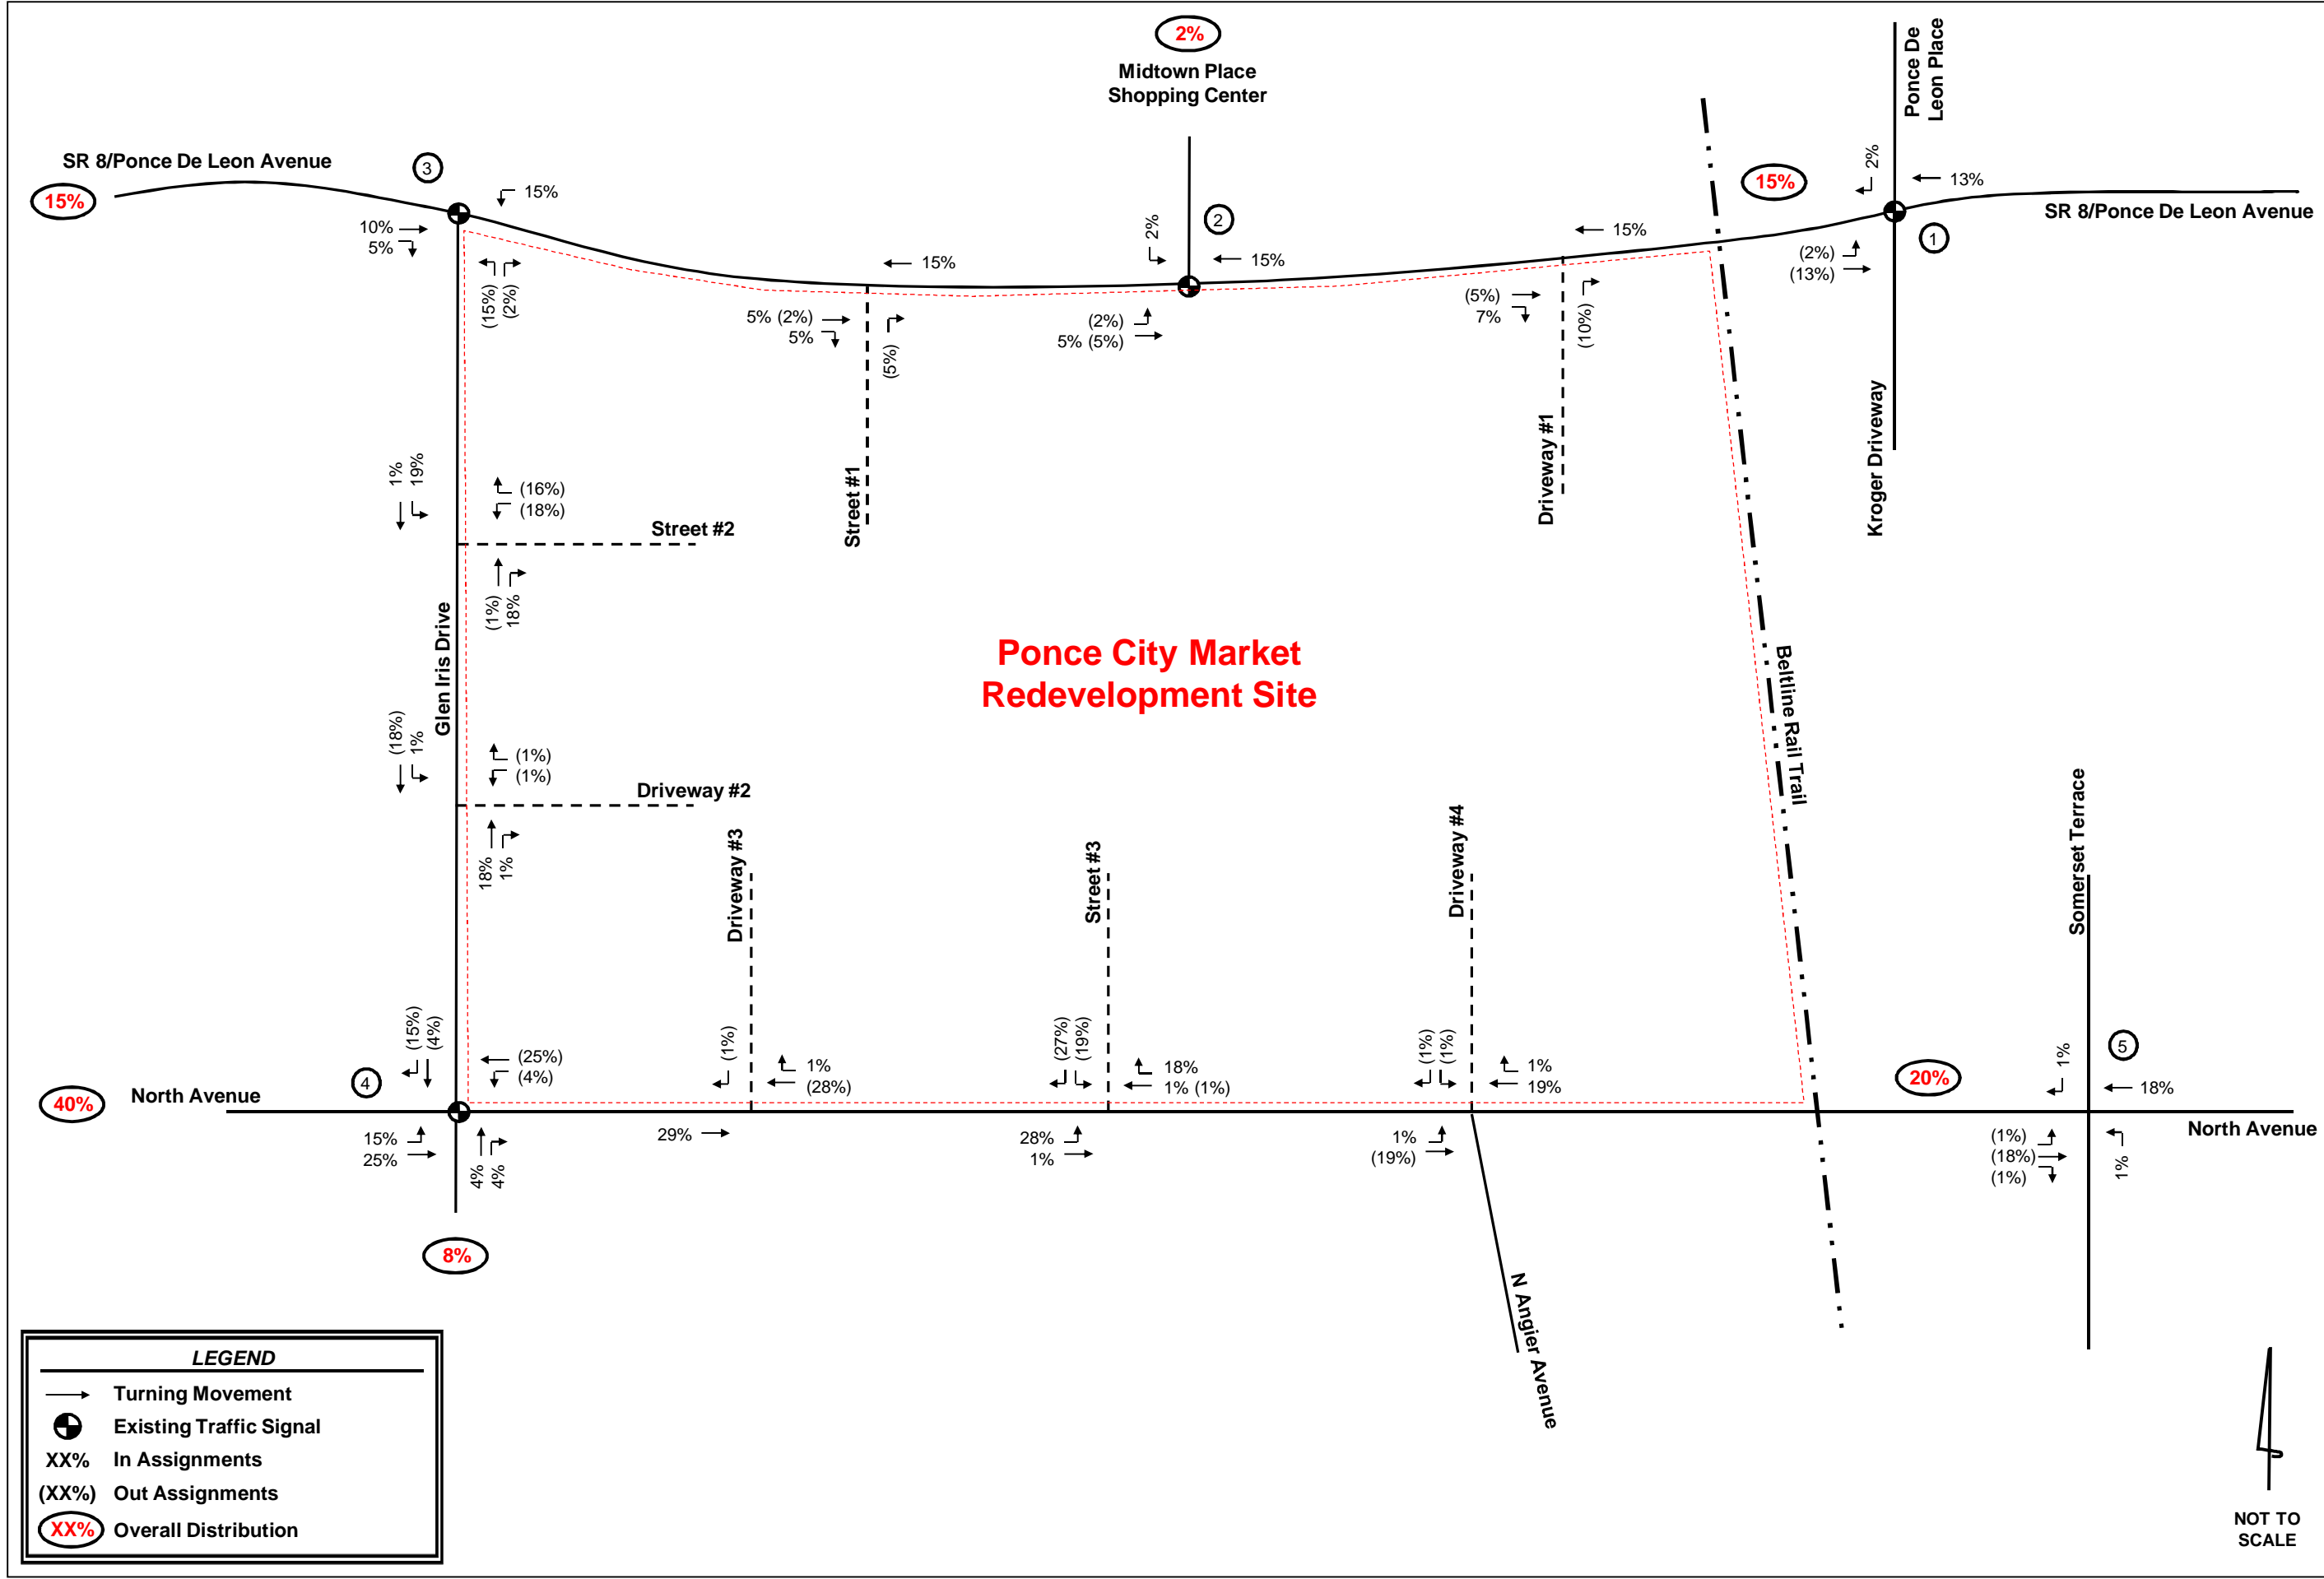 2%
Midtown Place
Shopping Center
Ponce De
Leon Place
SR 8/Ponce De Leon Avenue
3
15%
15%
10%
5%
(15%)
(2%)
15%
2%
2
15%
15%
15%
2%
13%
SR 8/Ponce De Leon Avenue
1
(2%)
(13%)
5% (2%)
5%
(5%)
(2%)
5% (5%)
(5%)
7%
(10%)
Street #1
Driveway #1
Kroger Driveway
1%
19%
(16%)
(18%)
Street #2
(1%)
18%
Glen Iris Drive
Ponce City Market
Redevelopment Site
Beltline Rail Trail
(18%)
1%
(1%)
(1%)
Driveway #2
18%
1%
Driveway #3
Street #3
Driveway #4
Somerset Terrace
(15%)
(4%)
(25%)
(4%)
(1%)
1%
(28%)
(27%)
(19%)
18%
1% (1%)
(1%)
(1%)
1%
19%
1%
5
18%
20%
40%
North Avenue
4
15%
25%
4%
4%
29%
28%
1%
1%
(19%)
(1%)
(18%)
(1%)
1%
North Avenue
8%
N Angier Avenue
LEGEND
Turning Movement
Existing Traffic Signal
XX% In Assignments
(XX%) Out Assignments
XX% Overall Distribution
NOT TO
SCALE